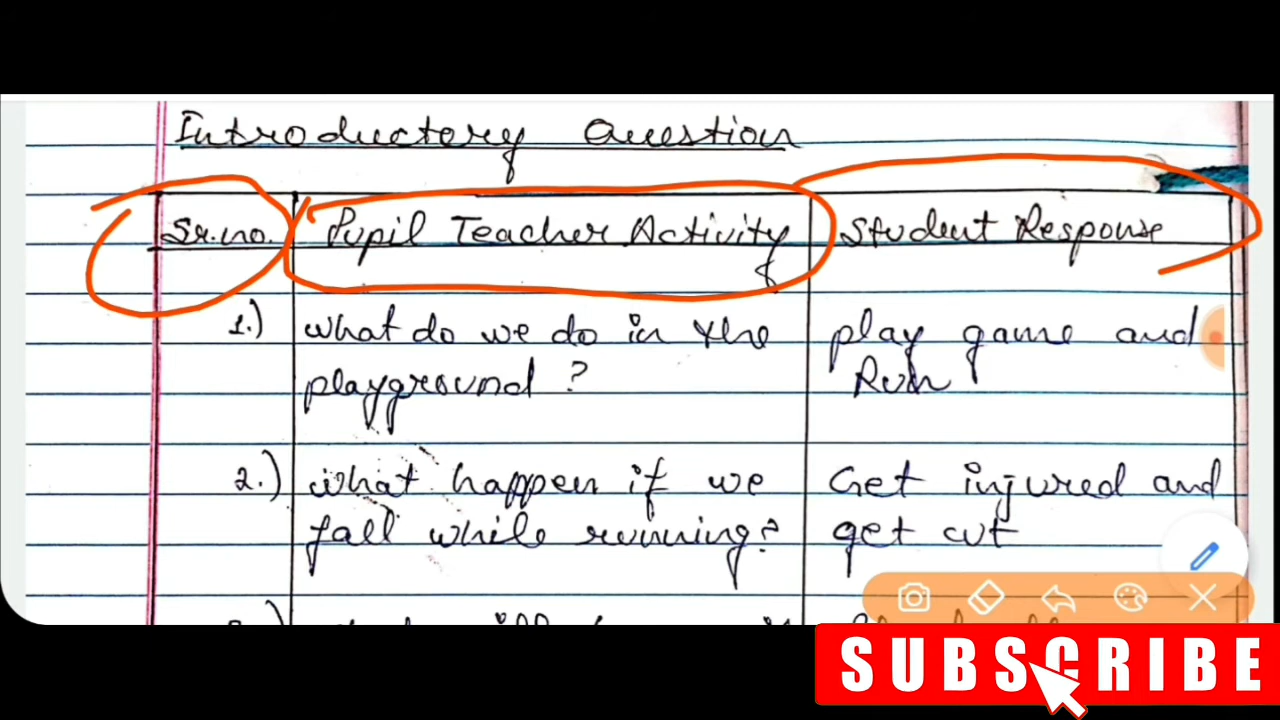 Introductory Question
Sr.no. Pupil Teacher Activity Student Response
1.) what do we do in the play game and
playground ? Run
2.) what happen if we Get injured and
fall while running? get cut
SUBSCRIBE